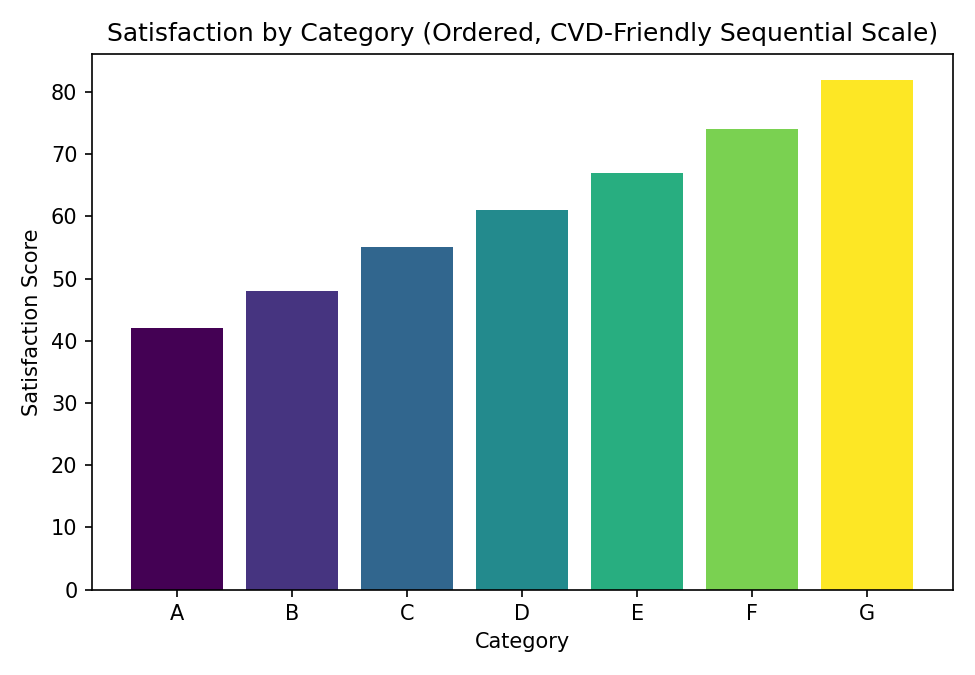 Satisfaction by Category (Ordered, CVD-Friendly Sequential Scale)
Satisfaction Score
80
70
60
50
40
30
20
10
0
A B C D E F G
Category